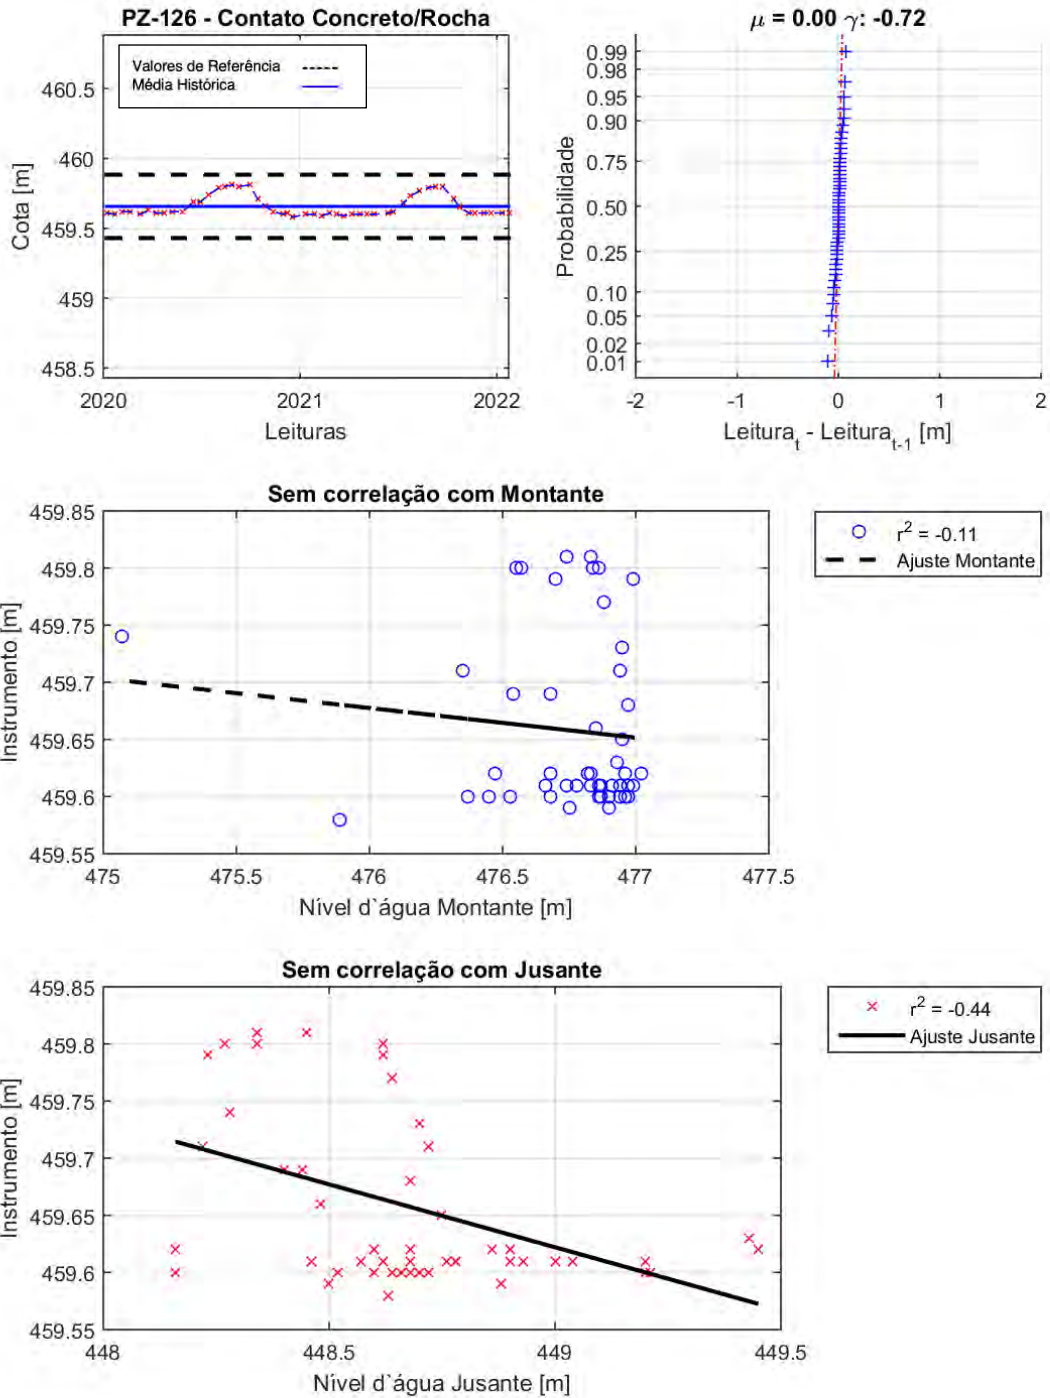 PZ-126 - Contato Concreto/Rocha
Valores de Referência
Média Histórica
460.5
460
459.5
459
458.5
Cota [m]
2020
2021
2022
Leituras
μ = 0.00 γ: -0.72
0.99
0.98
0.95
0.90
0.75
0.50
0.25
0.10
0.05
0.02
0.01
Probabilidade
-2
-1
0
1
2
Leitura_t - Leitura_t-1 [m]
Sem correlação com Montante
459.85
459.8
459.75
459.7
459.65
459.6
459.55
Instrumento [m]
475
475.5
476
476.5
477
477.5
Nível d`água Montante [m]
r² = -0.11
Ajuste Montante
Sem correlação com Jusante
459.85
459.8
459.75
459.7
459.65
459.6
459.55
Instrumento [m]
448
448.5
449
449.5
Nível d`água Jusante [m]
r² = -0.44
Ajuste Jusante